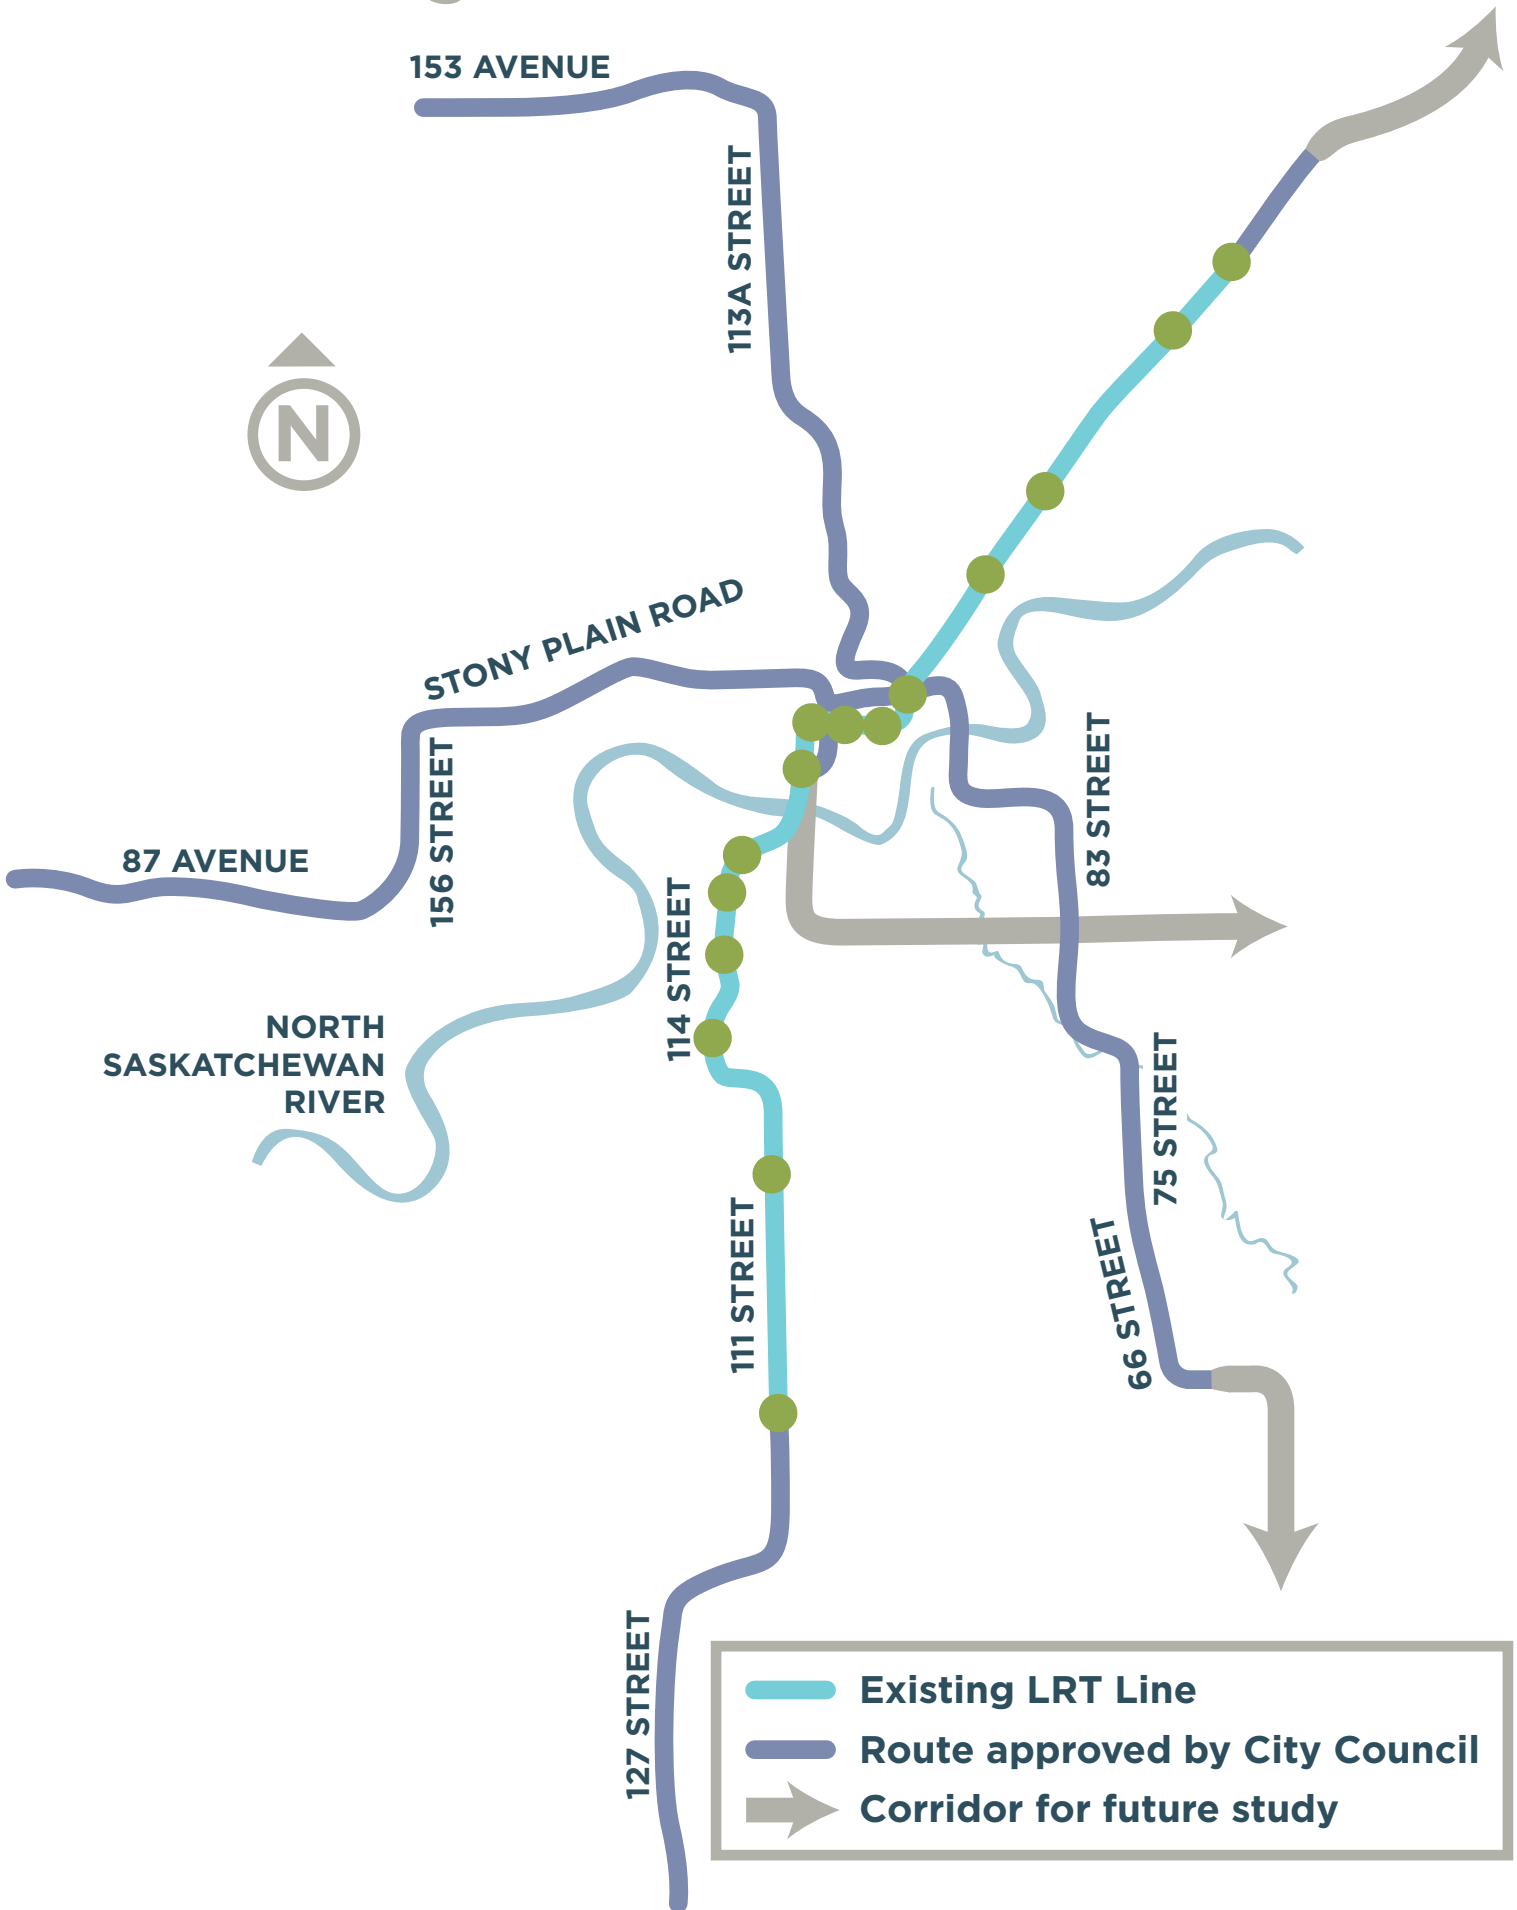 153 AVENUE
113A STREET
N
STONY PLAIN ROAD
156 STREET
87 AVENUE
83 STREET
114 STREET
NORTH
SASKATCHEWAN
RIVER
75 STREET
111 STREET
66 STREET
127 STREET
Existing LRT Line
Route approved by City Council
Corridor for future study